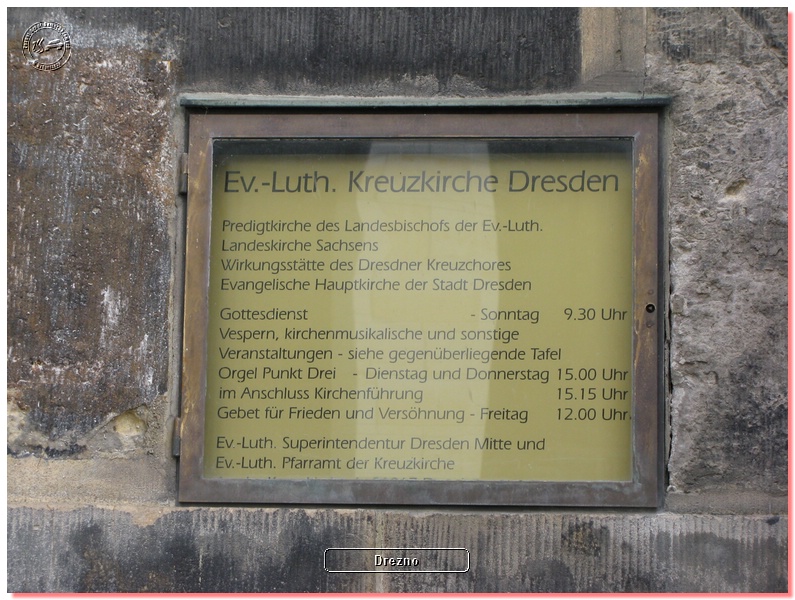 Ev.-Luth. Kreuzkirche Dresden
Predigtkirche des Landesbischofs der Ev.-Luth.
Landeskirche Sachsens
Wirkungsstätte des Dresdner Kreuzchores
Evangelische Hauptkirche der Stadt Dresden
Gottesdienst - Sonntag 9.30 Uhr
Vespern, kirchenmusikalische und sonstige
Veranstaltungen - siehe gegenüberliegende Tafel
Orgel Punkt Drei - Dienstag und Donnerstag 15.00 Uhr
im Anschluss Kirchenführung 15.15 Uhr
Gebet für Frieden und Versöhnung - Freitag 12.00 Uhr
Ev.-Luth. Superintendentur Dresden Mitte und
Ev.-Luth. Pfarramt der Kreuzkirche
Drezno